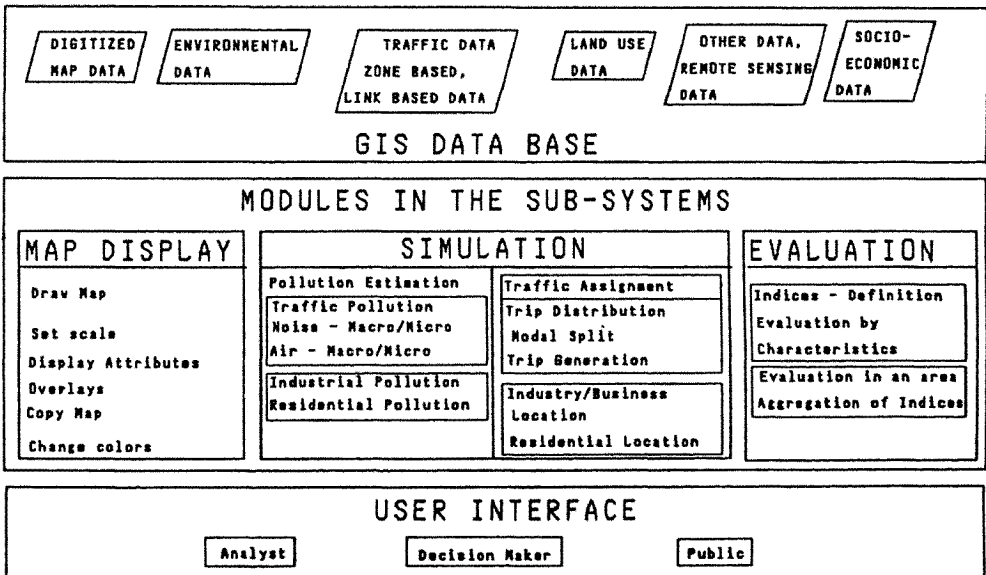 DIGITIZED
MAP DATA
ENVIRONMENTAL
DATA
TRAFFIC DATA
ZONE BASED,
LINK BASED DATA
LAND USE
DATA
OTHER DATA,
REMOTE SENSING
DATA
SOCIO-
ECONOMIC
DATA
GIS DATA BASE
MODULES IN THE SUB-SYSTEMS
MAP DISPLAY
Draw Map
Set scale
Display Attributes
Overlays
Copy Map
Change colors
SIMULATION
Pollution Estimation
Traffic Pollution
Noise - Macro/Micro
Air - Macro/Micro
Industrial Pollution
Residential Pollution
Traffic Assignment
Trip Distribution
Modal Split
Trip Generation
Industry/Business
Location
Residential Location
EVALUATION
Indices - Definition
Evaluation by
Characteristics
Evaluation in an area
Aggregation of Indices
USER INTERFACE
Analyst
Decision Maker
Public